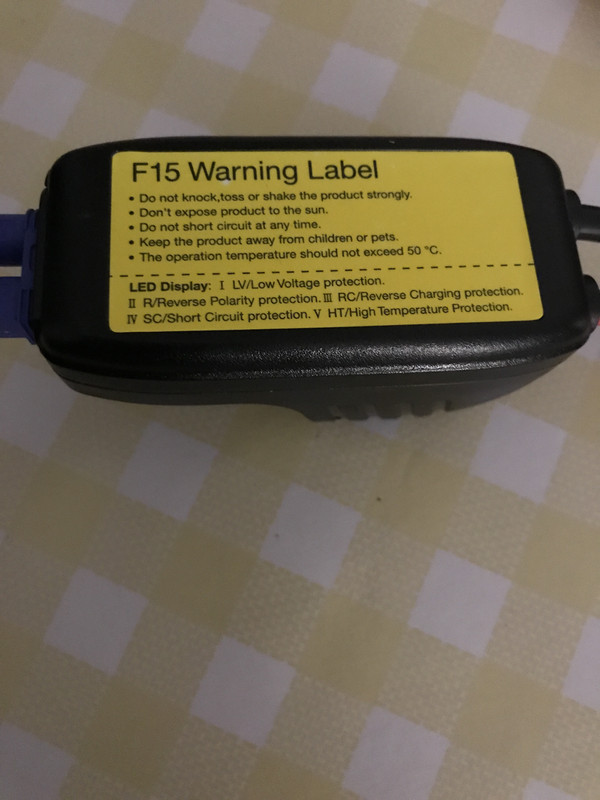 F15 Warning Label
• Do not knock,toss or shake the product strongly.
• Don't expose product to the sun.
• Do not short circuit at any time.
• Keep the product away from children or pets.
• The operation temperature should not exceed 50 °C.
LED Display: Ⅰ LV/Low Voltage protection.
Ⅱ R/Reverse Polarity protection. Ⅲ RC/Reverse Charging protection.
Ⅳ SC/Short Circuit protection. Ⅴ HT/High Temperature Protection.